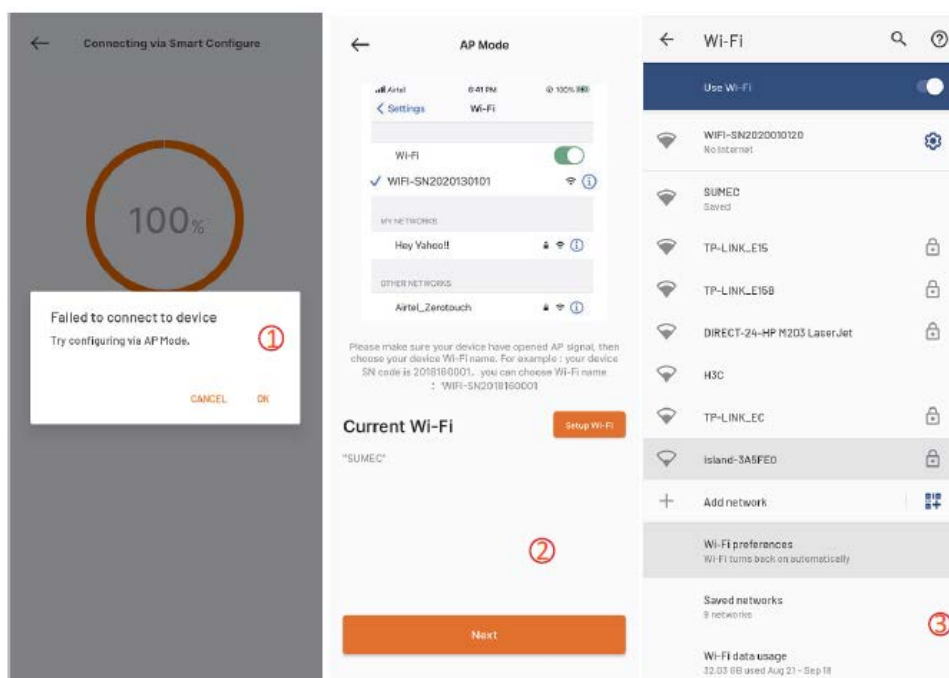 Connecting via Smart Configure
100%
Failed to connect to device
Try configuring via AP Mode.
①
CANCEL OK
AP Mode
Airtel 6:41 PM 100%
Settings Wi-Fi
Wi-Fi
WIFI-SN2020130101
MY NETWORKS
Hey Yahoo!!
OTHER NETWORKS
Airtel_Zerotouch
Please make sure your device have opened AP signal, then
choose your device Wi-Fi name. For example : your device
SN code is 2018160001, you can choose Wi-Fi name
: 'WIFI-SN2018160001
Current Wi-Fi
Setup Wi-Fi
"SUMEC"
②
Next
Wi-Fi
Use Wi-Fi
WIFI-SN2020010120
No Internet
SUMEC
Saved
TP-LINK_E15
TP-LINK_E15B
DIRECT-24-HP M203 LaserJet
H3C
TP-LINK_EC
island-3A5FE0
Add network
Wi-Fi preferences
Wi-Fi turns back on automatically
Saved networks
9 networks
③
Wi-Fi data usage
32.03 GB used Aug 21 - Sep 18